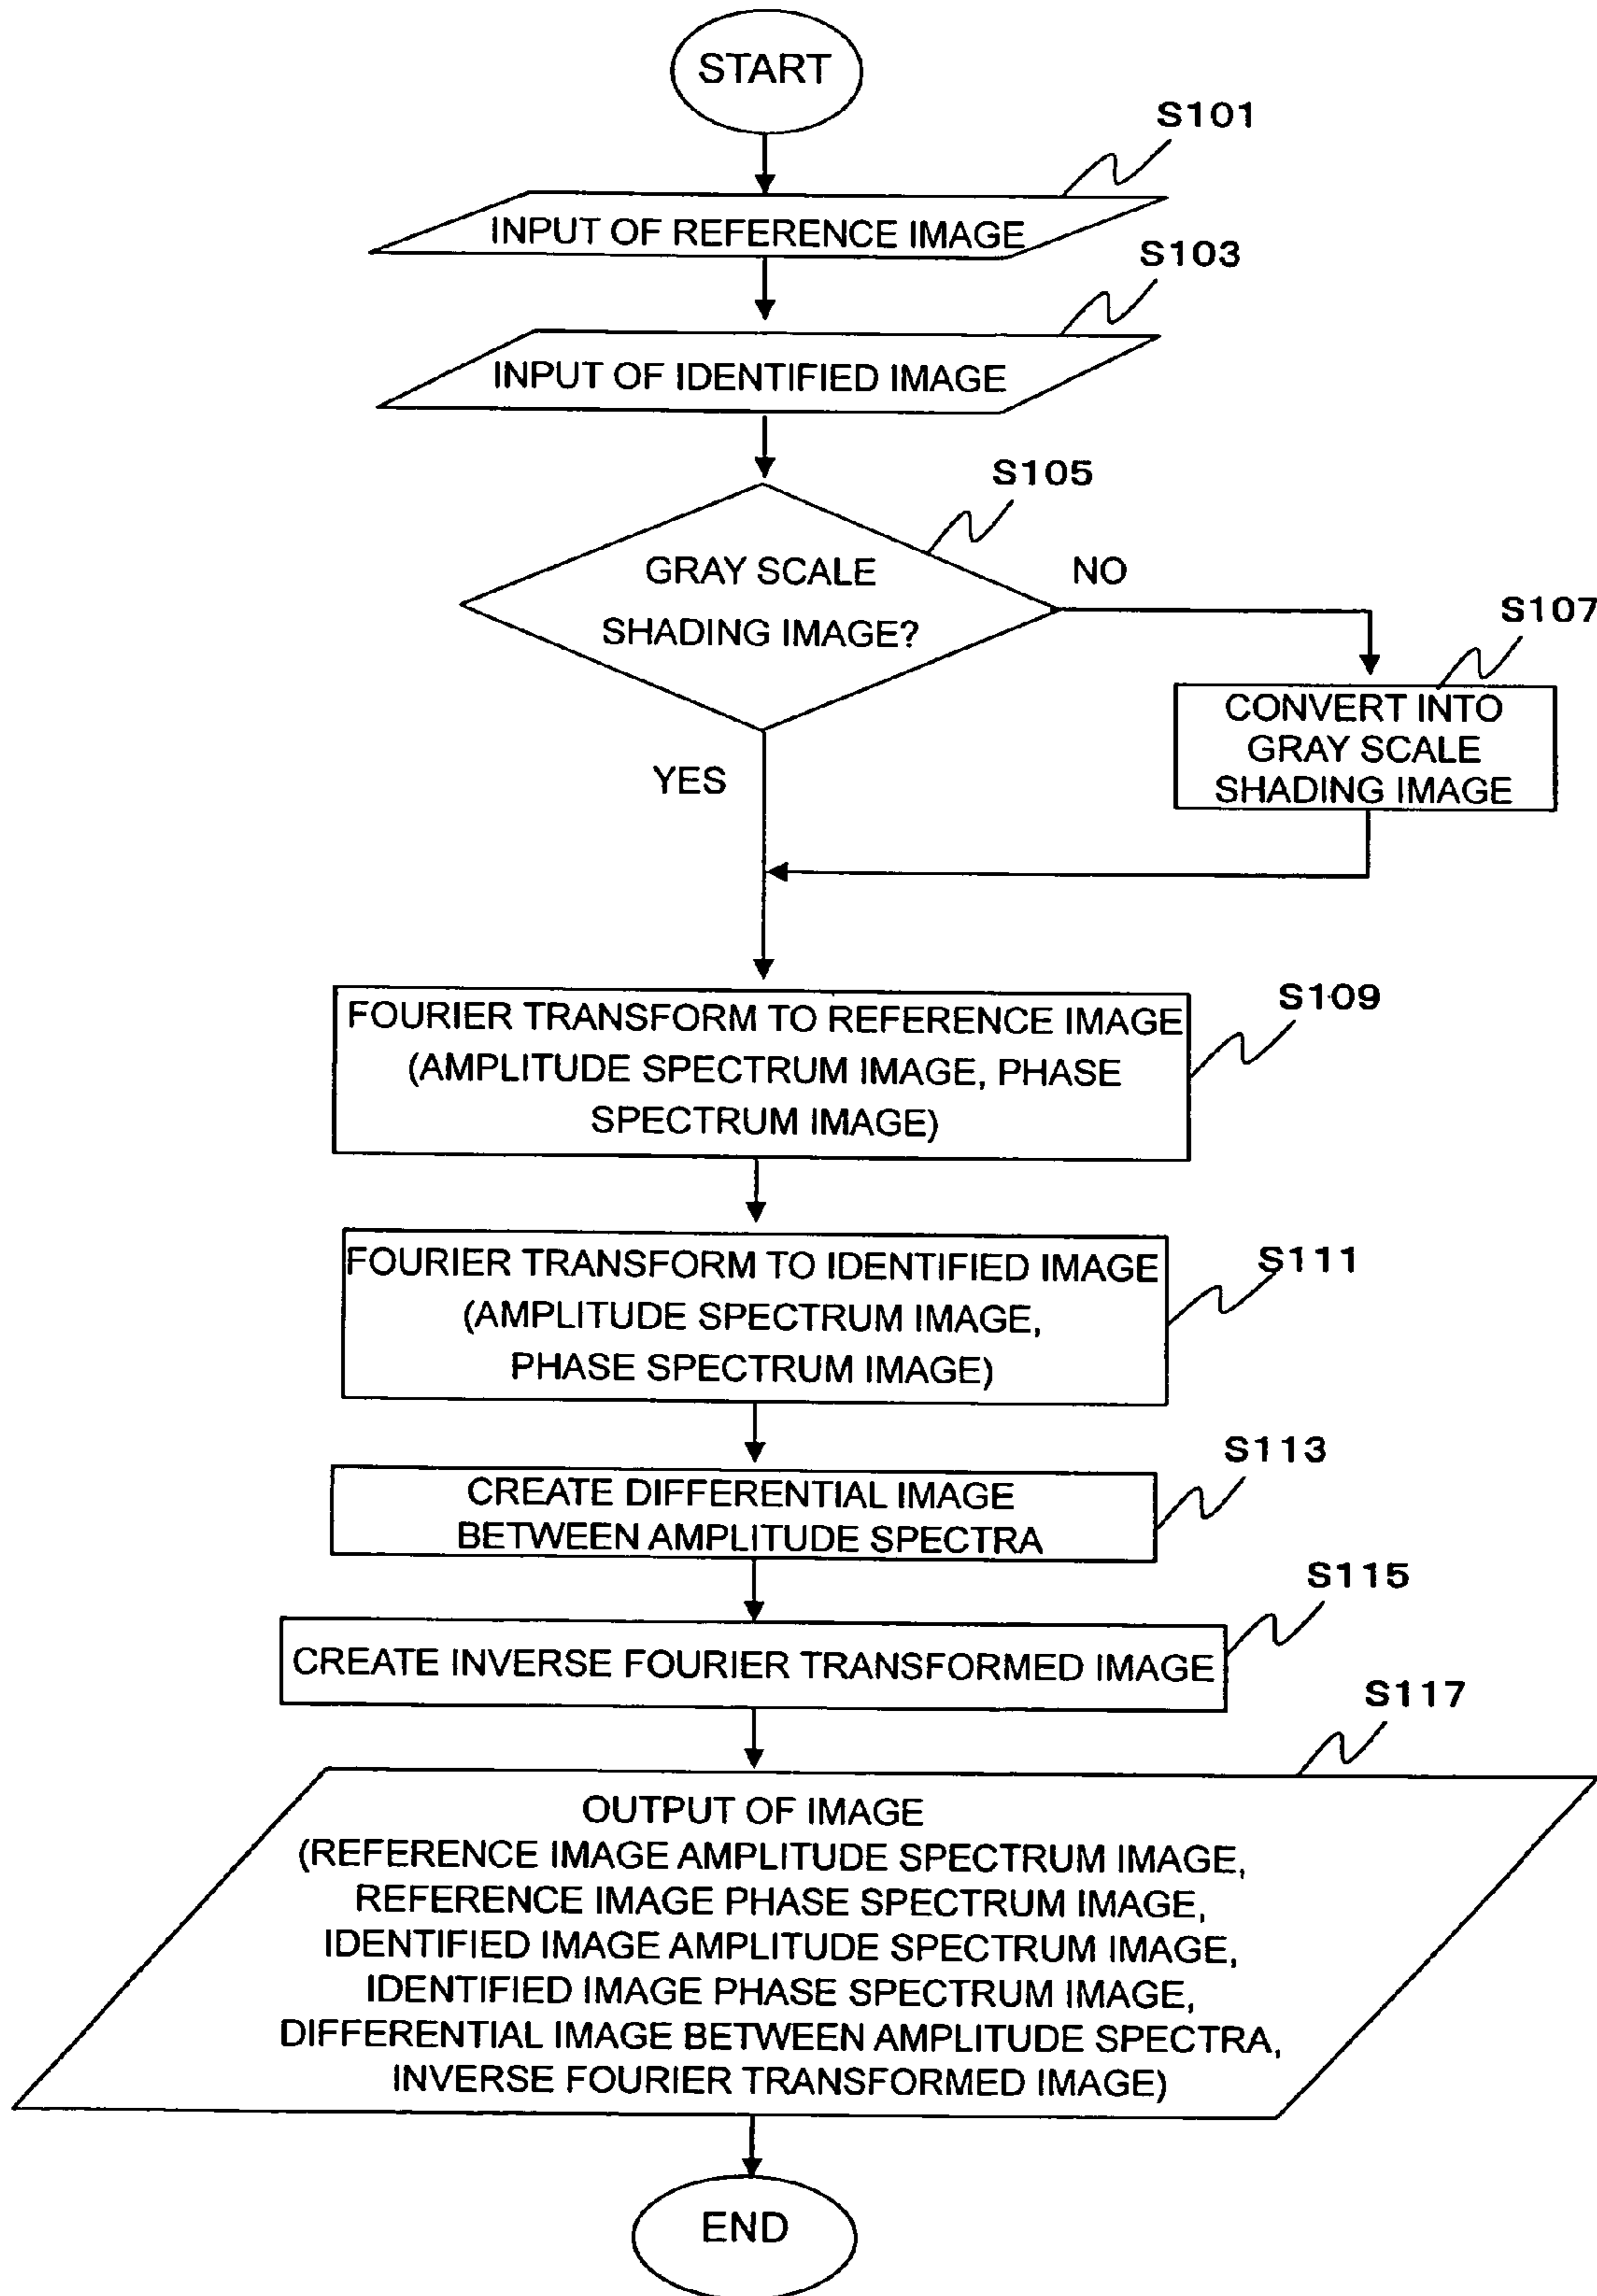 START
S101
INPUT OF REFERENCE IMAGE
S103
INPUT OF IDENTIFIED IMAGE
S105
GRAY SCALE
SHADING IMAGE?
NO
S107
CONVERT INTO
GRAY SCALE
SHADING IMAGE
YES
S109
FOURIER TRANSFORM TO REFERENCE IMAGE
(AMPLITUDE SPECTRUM IMAGE, PHASE
SPECTRUM IMAGE)
S111
FOURIER TRANSFORM TO IDENTIFIED IMAGE
(AMPLITUDE SPECTRUM IMAGE,
PHASE SPECTRUM IMAGE)
S113
CREATE DIFFERENTIAL IMAGE
BETWEEN AMPLITUDE SPECTRA
S115
CREATE INVERSE FOURIER TRANSFORMED IMAGE
S117
OUTPUT OF IMAGE
(REFERENCE IMAGE AMPLITUDE SPECTRUM IMAGE,
REFERENCE IMAGE PHASE SPECTRUM IMAGE,
IDENTIFIED IMAGE AMPLITUDE SPECTRUM IMAGE,
IDENTIFIED IMAGE PHASE SPECTRUM IMAGE,
DIFFERENTIAL IMAGE BETWEEN AMPLITUDE SPECTRA,
INVERSE FOURIER TRANSFORMED IMAGE)
END